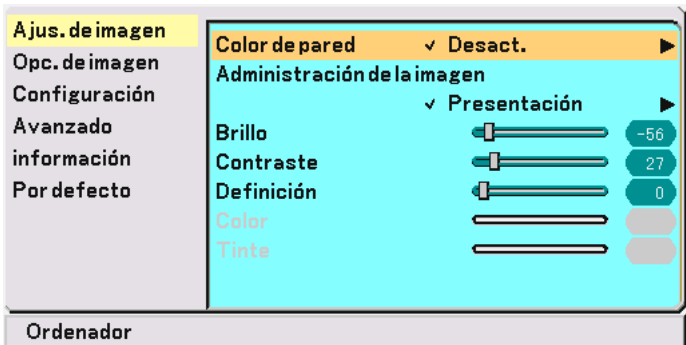 Ajus. de imagen
Opc. de imagen
Configuración
Avanzado
información
Por defecto
Color de pared ✓ Desact.
Administración de la imagen
✓ Presentación
Brillo -56
Contraste 27
Definición 0
Color
Tinte
Ordenador